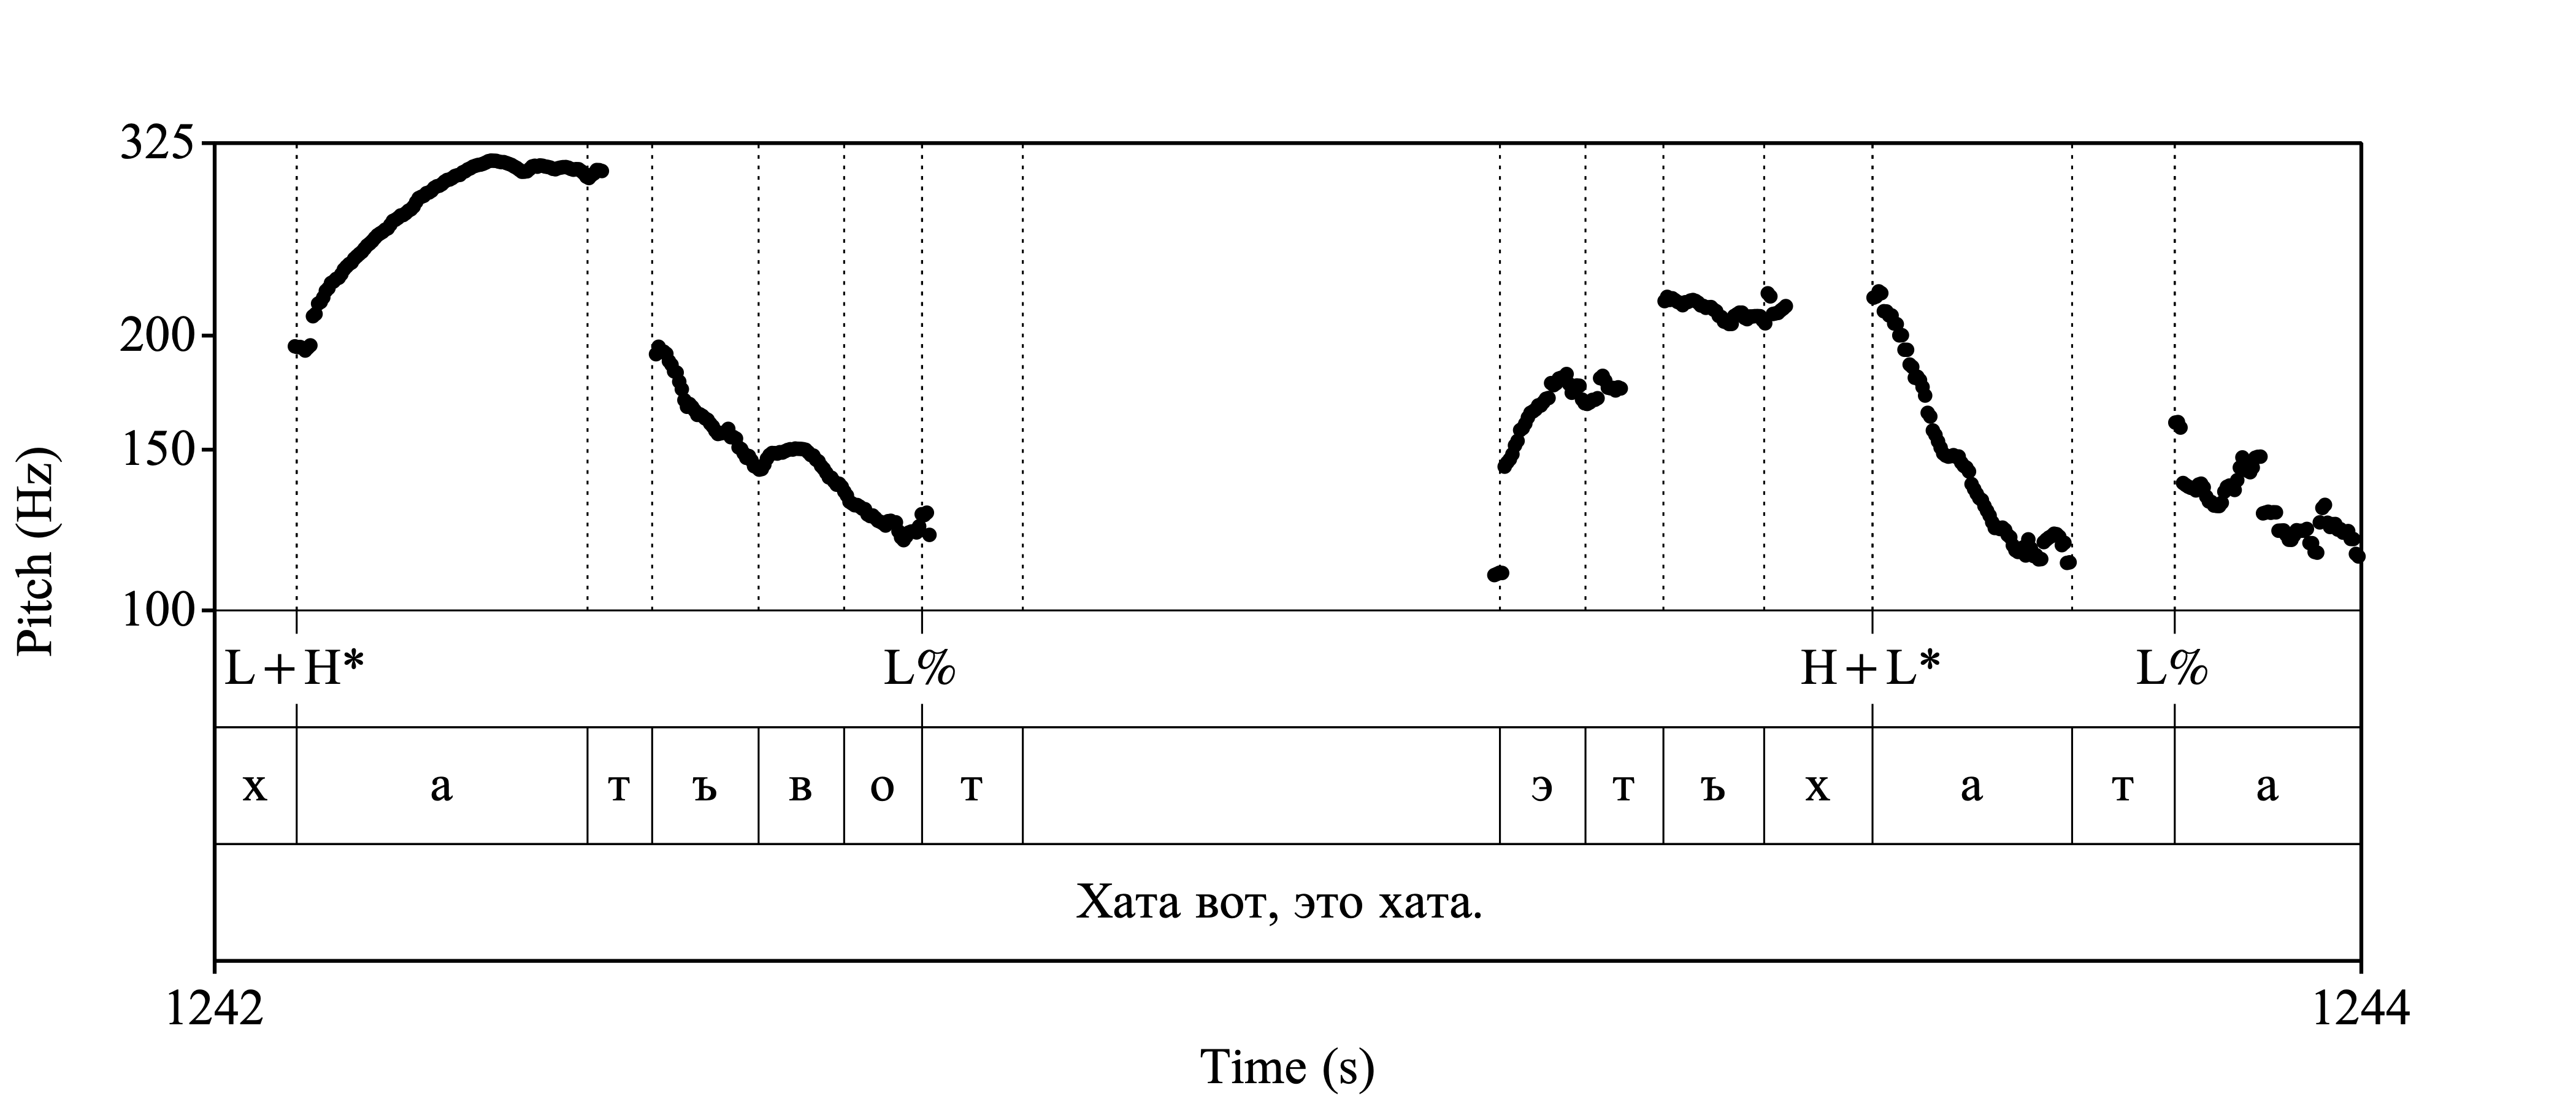 325
200
150
100
Pitch (Hz)
L+H* L% H+L* L%
х а т ъ в о т э т ъ х а т а
Хата вот, это хата.
1242 1244
Time (s)